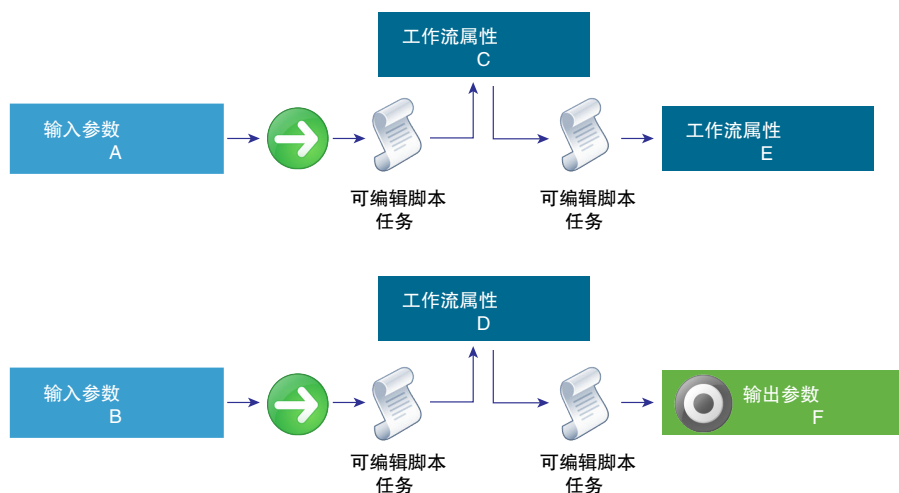 工作流属性
C
输入参数
A
工作流属性
E
可编辑脚本
任务
可编辑脚本
任务
工作流属性
D
输入参数
B
输出参数
F
可编辑脚本
任务
可编辑脚本
任务